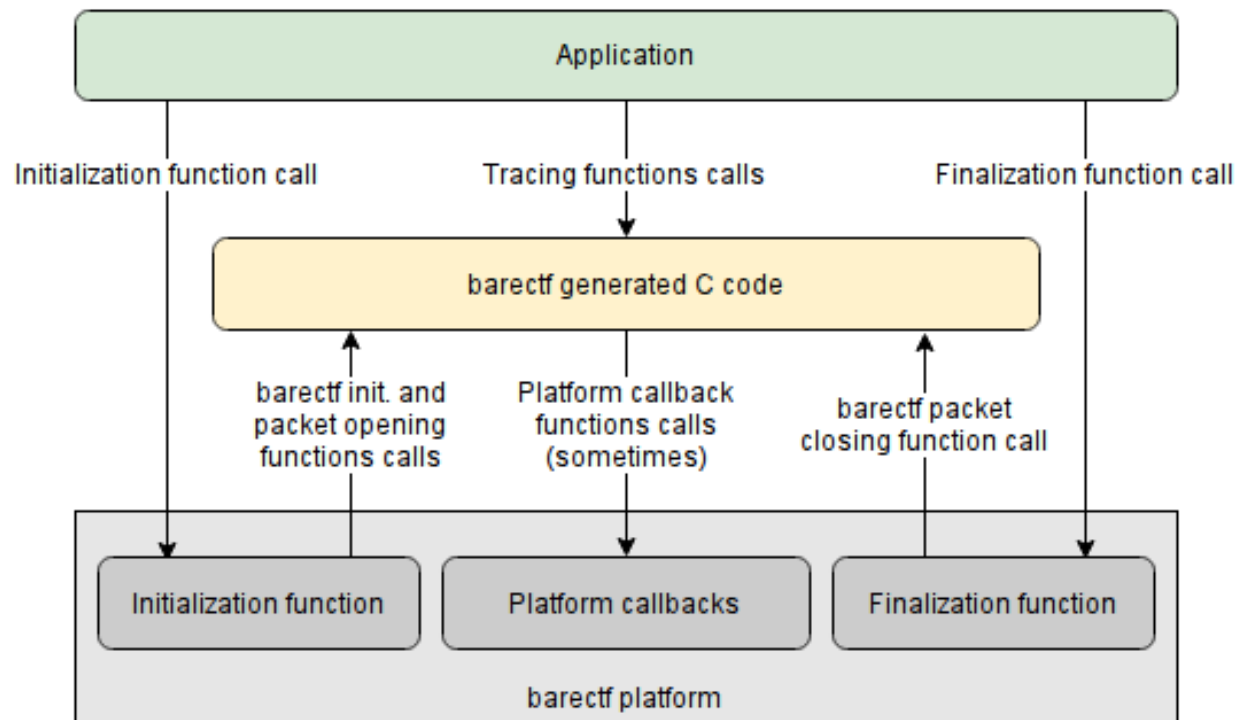 Application
Initialization function call
Tracing functions calls
Finalization function call
barectf generated C code
barectf init. and
packet opening
functions calls
Platform callback
functions calls
(sometimes)
barectf packet
closing function call
Initialization function
Platform callbacks
Finalization function
barectf platform